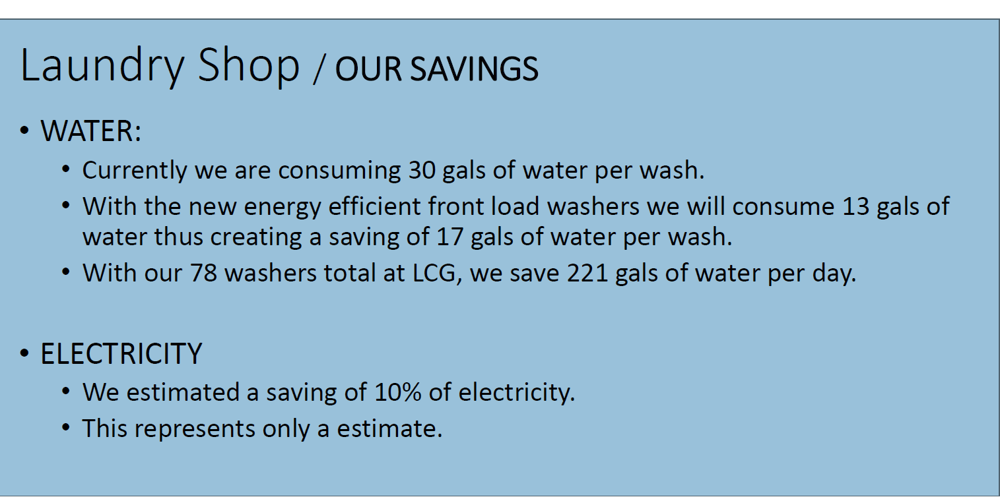 Laundry Shop / OUR SAVINGS
• WATER:
• Currently we are consuming 30 gals of water per wash.
• With the new energy efficient front load washers we will consume 13 gals of
water thus creating a saving of 17 gals of water per wash.
• With our 78 washers total at LCG, we save 221 gals of water per day.
• ELECTRICITY
• We estimated a saving of 10% of electricity.
• This represents only a estimate.